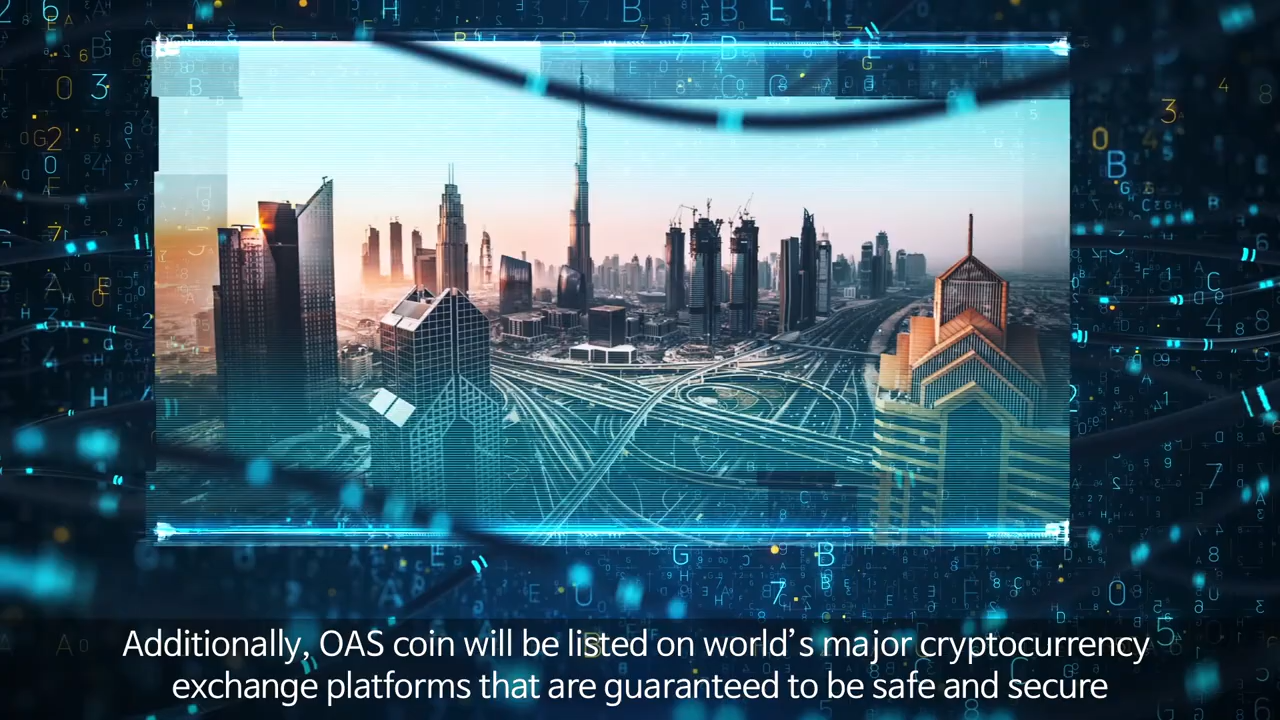 Additionally, OAS coin will be listed on world's major cryptocurrency
exchange platforms that are guaranteed to be safe and secure